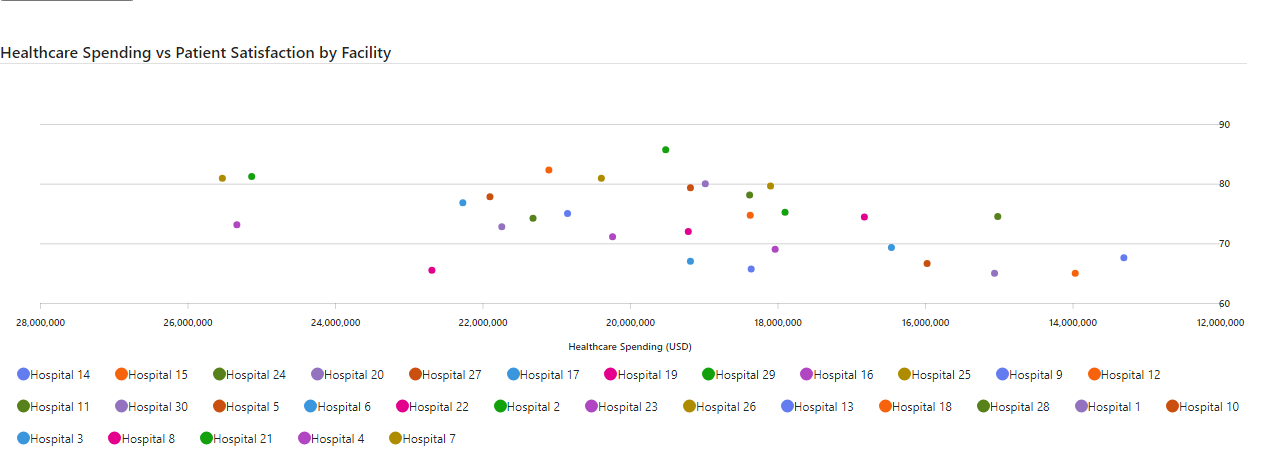 Healthcare Spending vs Patient Satisfaction by Facility
90
80
70
60
28,000,000 26,000,000 24,000,000 22,000,000 20,000,000 18,000,000 16,000,000 14,000,000 12,000,000
Healthcare Spending (USD)
Hospital 14 Hospital 15 Hospital 24 Hospital 20 Hospital 27 Hospital 17 Hospital 19 Hospital 29 Hospital 16 Hospital 25 Hospital 9 Hospital 12
Hospital 11 Hospital 30 Hospital 5 Hospital 6 Hospital 22 Hospital 2 Hospital 23 Hospital 26 Hospital 13 Hospital 18 Hospital 28 Hospital 1 Hospital 10
Hospital 3 Hospital 8 Hospital 21 Hospital 4 Hospital 7